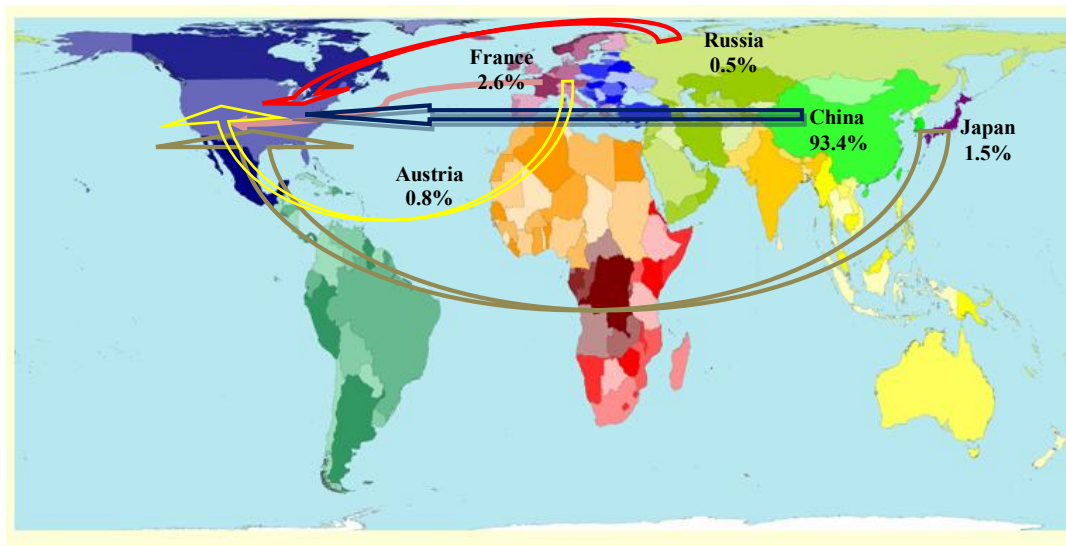 Russia
0.5%
France
2.6%
China
93.4%
Japan
1.5%
Austria
0.8%